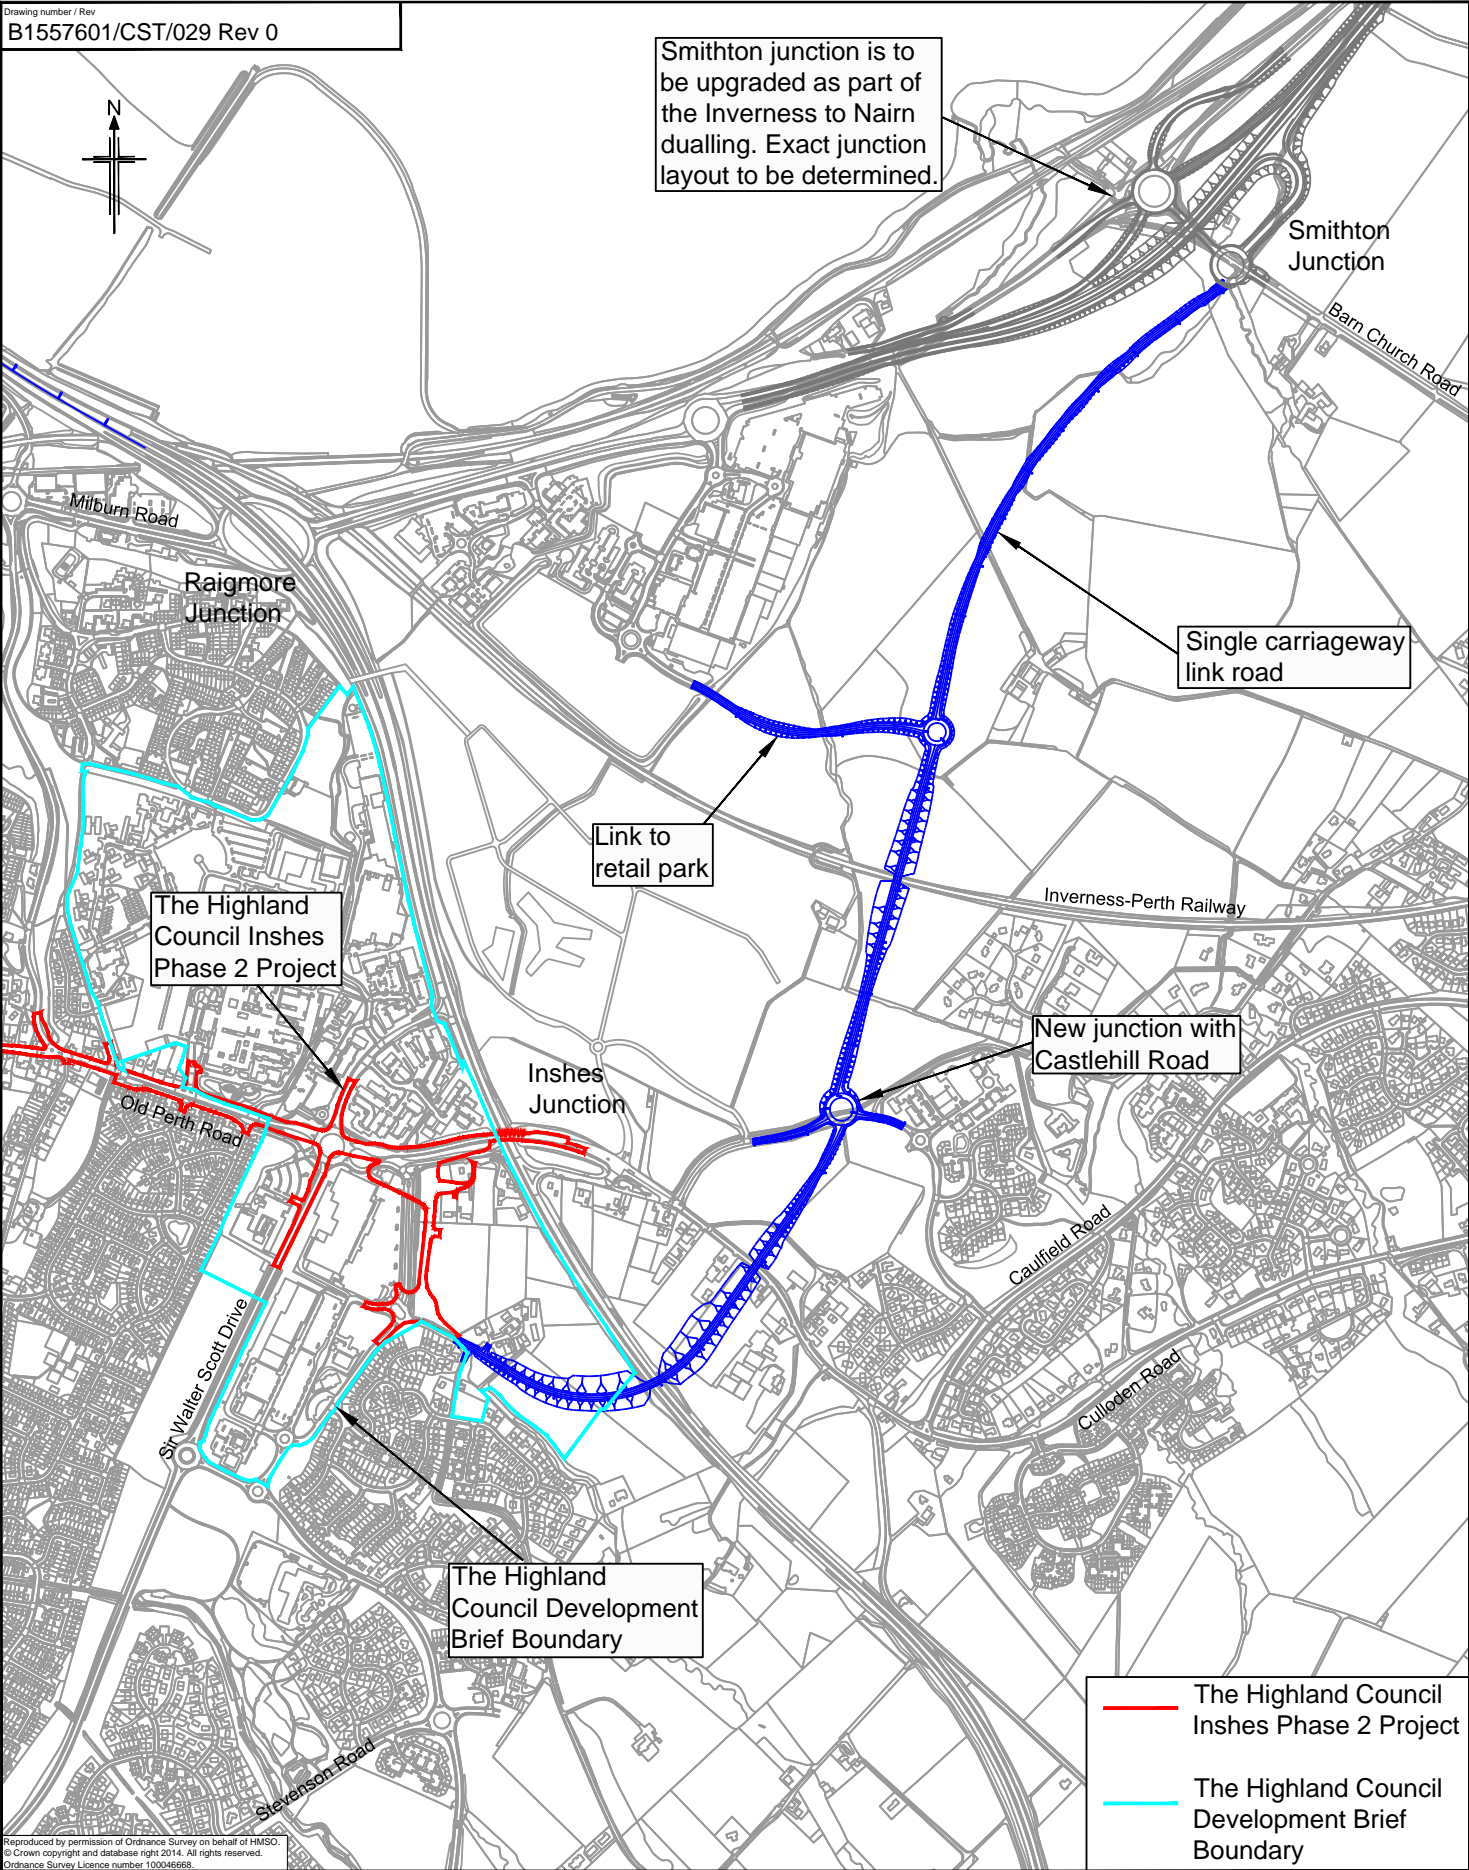 Drawing number / Rev
B1557601/CST/029 Rev 0
N
Smithton junction is to
be upgraded as part of
the Inverness to Nairn
dualling. Exact junction
layout to be determined.
Smithton
Junction
Barn Church Road
Milburn Road
Raigmore
Junction
Single carriageway
link road
Link to
retail park
Inverness-Perth Railway
The Highland
Council Inshes
Phase 2 Project
New junction with
Castlehill Road
Inshes
Junction
Old Perth Road
Caulfield Road
Sir Walter Scott Drive
Culloden Road
The Highland
Council Development
Brief Boundary
Stevenson Road
The Highland Council
Inshes Phase 2 Project
The Highland Council
Development Brief
Boundary
Reproduced by permission of Ordnance Survey on behalf of HMSO.
© Crown copyright and database right 2014. All rights reserved.
Ordnance Survey Licence number 100046668.